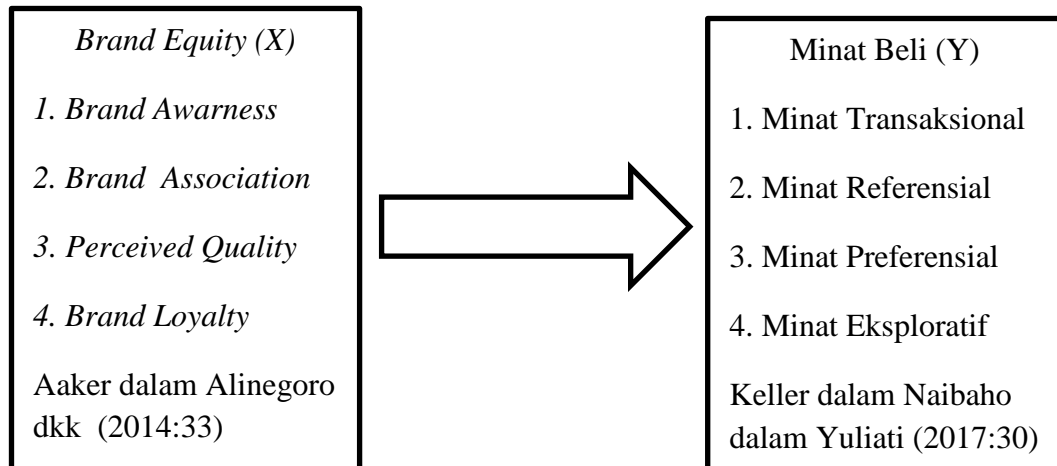 Brand Equity (X)
1. Brand Awarness
2. Brand Association
3. Perceived Quality
4. Brand Loyalty
Aaker dalam Alinegoro
dkk (2014:33)
Minat Beli (Y)
1. Minat Transaksional
2. Minat Referensial
3. Minat Preferensial
4. Minat Eksploratif
Keller dalam Naibaho
dalam Yuliati (2017:30)